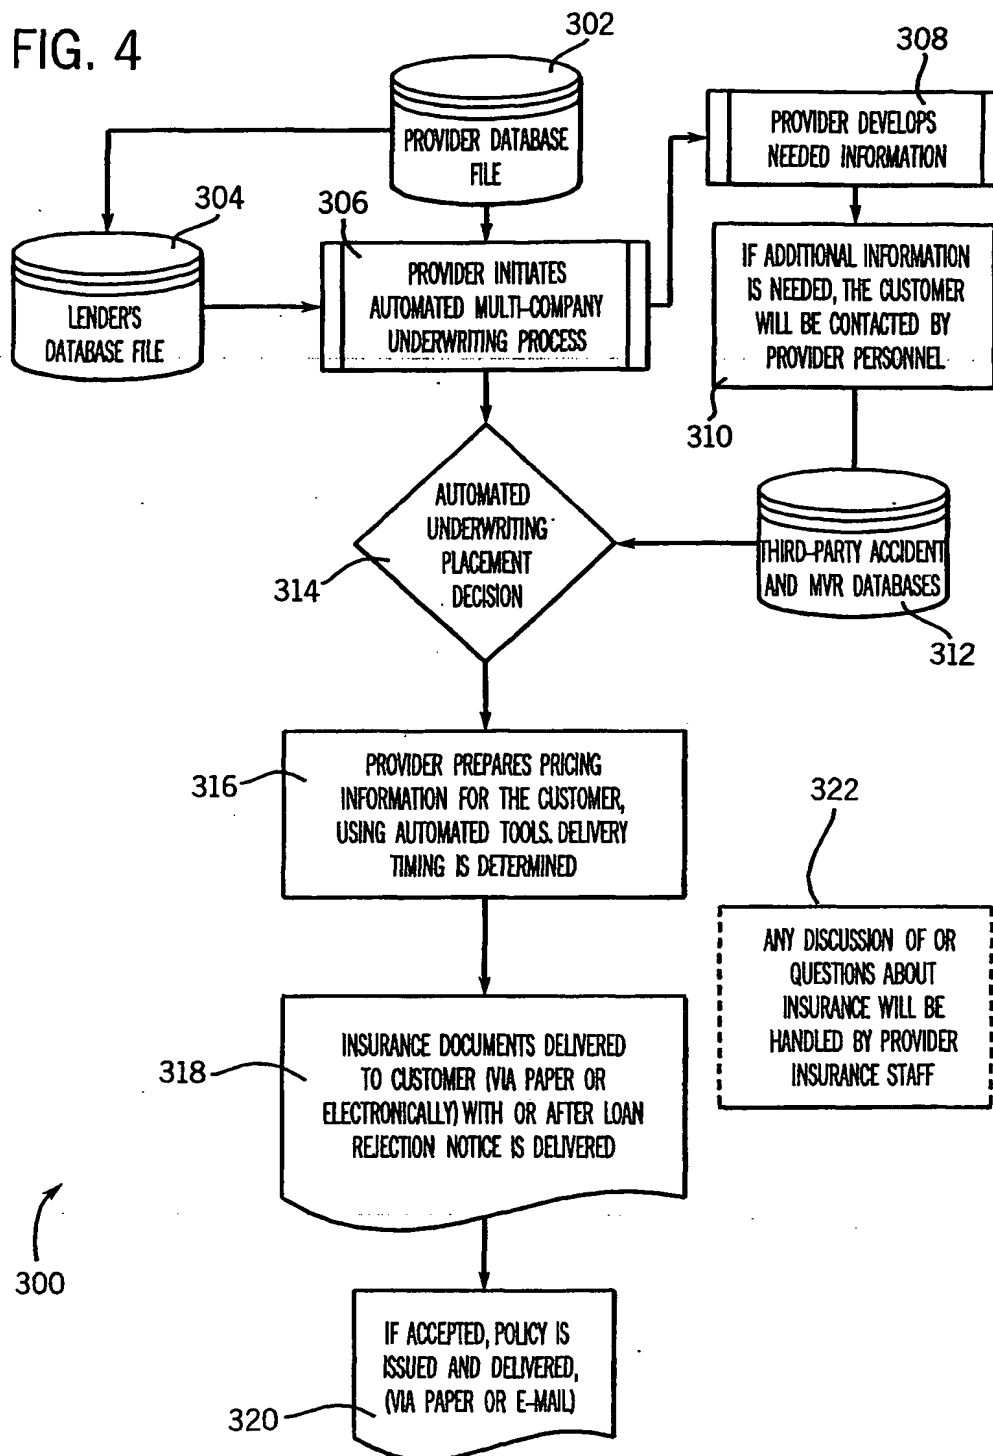 FIG. 4
302
PROVIDER DATABASE
FILE
308
PROVIDER DEVELOPS
NEEDED INFORMATION
304
LENDER'S
DATABASE FILE
306
PROVIDER INITIATES
AUTOMATED MULTI-COMPANY
UNDERWRITING PROCESS
IF ADDITIONAL INFORMATION
IS NEEDED, THE CUSTOMER
WILL BE CONTACTED BY
PROVIDER PERSONNEL
310
AUTOMATED
UNDERWRITING
PLACEMENT
DECISION
314
THIRD-PARTY ACCIDENT
AND MVR DATABASES
312
316
PROVIDER PREPARES PRICING
INFORMATION FOR THE CUSTOMER,
USING AUTOMATED TOOLS. DELIVERY
TIMING IS DETERMINED
322
ANY DISCUSSION OF OR
QUESTIONS ABOUT
INSURANCE WILL BE
HANDLED BY PROVIDER
INSURANCE STAFF
318
INSURANCE DOCUMENTS DELIVERED
TO CUSTOMER (VIA PAPER OR
ELECTRONICALLY) WITH OR AFTER LOAN
REJECTION NOTICE IS DELIVERED
300
IF ACCEPTED, POLICY IS
ISSUED AND DELIVERED,
(VIA PAPER OR E-MAIL)
320